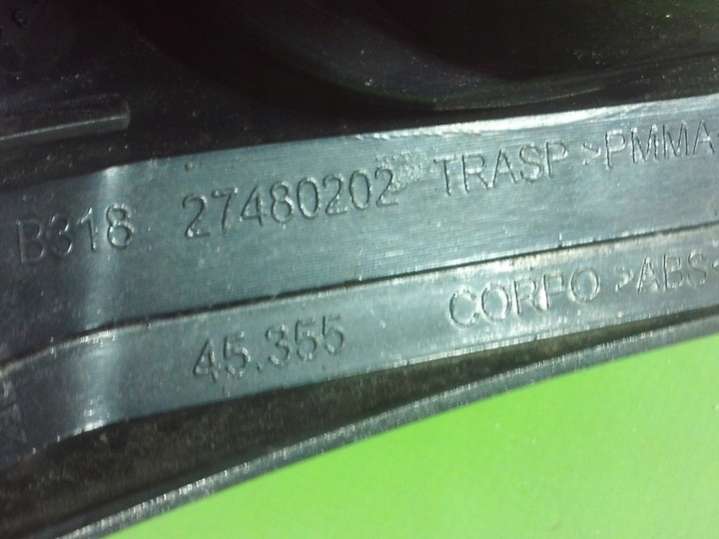 B318 27480202 TRASP >PMMA
45.355 CORPO >ABS<